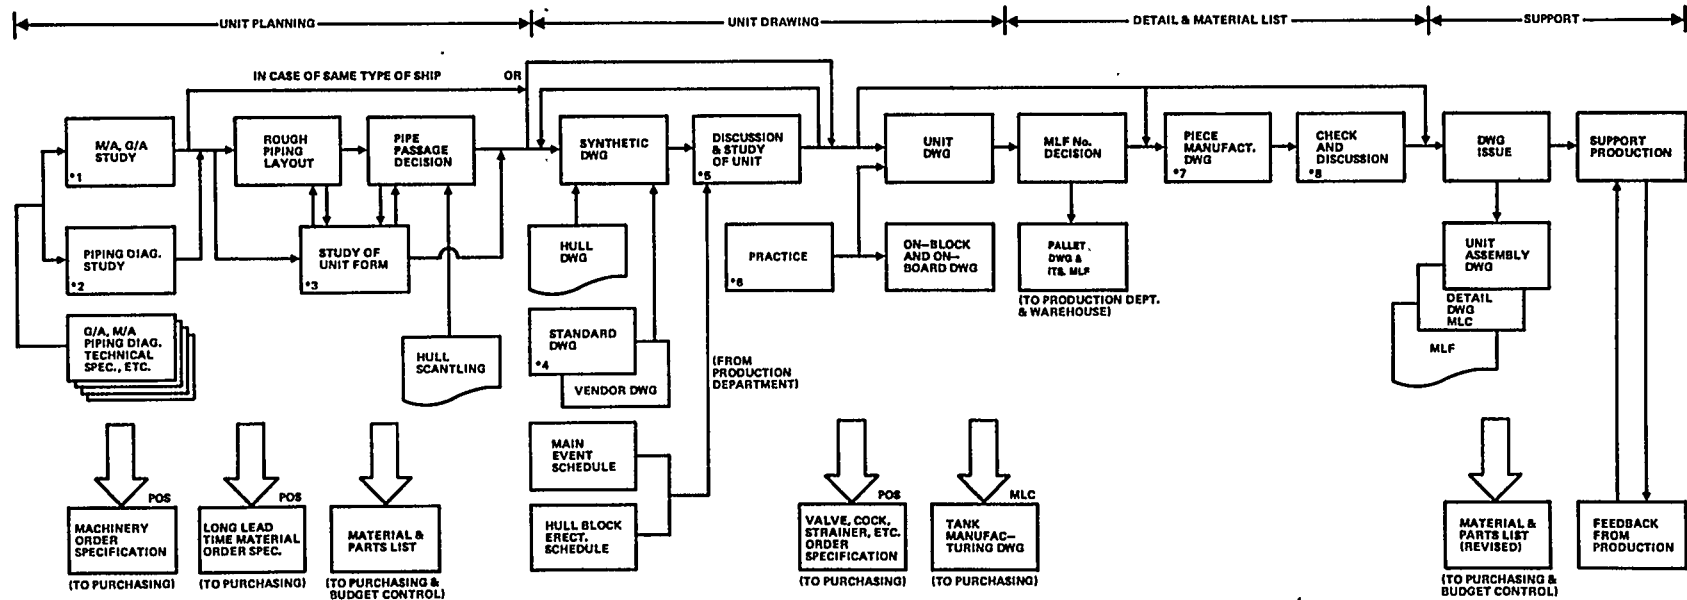 UNIT PLANNING
UNIT DRAWING
DETAIL & MATERIAL LIST
SUPPORT
IN CASE OF SAME TYPE OF SHIP
OR
M/A, G/A
STUDY
*1
ROUGH
PIPING
LAYOUT
PIPE
PASSAGE
DECISION
SYNTHETIC
DWG
DISCUSSION
& STUDY
OF UNIT
*5
UNIT
DWG
MLF No.
DECISION
PIECE
MANUFACT.
DWG
*7
CHECK
AND
DISCUSSION
*8
DWG
ISSUE
SUPPORT
PRODUCTION
PIPING DIAG.
STUDY
*2
STUDY OF
UNIT FORM
*3
HULL
DWG
PRACTICE
*6
ON-BLOCK
AND ON-
BOARD DWG
PALLET
DWG &
ITS MLF
(TO PRODUCTION DEPT.
& WAREHOUSE)
UNIT
ASSEMBLY
DWG
DETAIL
DWG
MLC
MLF
G/A, M/A
PIPING DIAG.
TECHNICAL
SPEC., ETC.
HULL
SCANTLING
STANDARD
DWG
*4
VENDOR DWG
(FROM
PRODUCTION
DEPARTMENT)
MAIN
EVENT
SCHEDULE
HULL BLOCK
ERECT.
SCHEDULE
POS
MACHINERY
ORDER
SPECIFICATION
(TO PURCHASING)
POS
LONG LEAD
TIME MATERIAL
ORDER SPEC.
(TO PURCHASING)
MATERIAL &
PARTS LIST
(TO PURCHASING &
BUDGET CONTROL)
POS
VALVE, COCK,
STRAINER, ETC.
ORDER
SPECIFICATION
(TO PURCHASING)
MLC
TANK
MANUFAC-
TURING DWG
(TO PURCHASING)
MATERIAL &
PARTS LIST
(REVISED)
(TO PURCHASING &
BUDGET CONTROL)
FEEDBACK
FROM
PRODUCTION